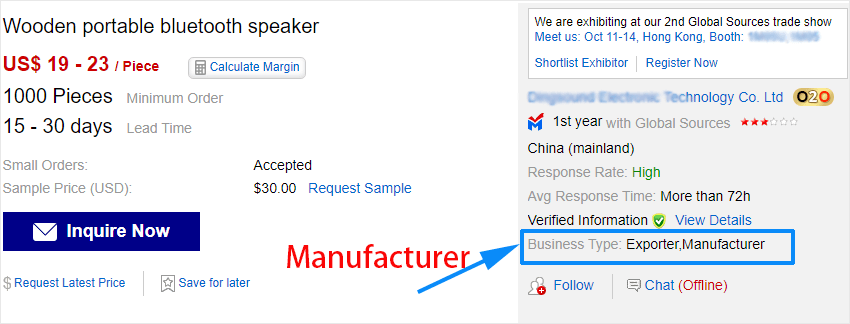 Wooden portable bluetooth speaker
US$ 19 - 23 / Piece
Calculate Margin
1000 Pieces Minimum Order
15 - 30 days Lead Time
Small Orders: Accepted
Sample Price (USD): $30.00 Request Sample
Inquire Now
$ Request Latest Price
Save for later
Manufacturer
We are exhibiting at our 2nd Global Sources trade show
Meet us: Oct 11-14, Hong Kong, Booth:
Shortlist Exhibitor
Register Now
Technology Co. Ltd O2O
1st year with Global Sources
China (mainland)
Response Rate: High
Avg Response Time: More than 72h
Verified Information View Details
Business Type: Exporter,Manufacturer
Follow
Chat (Offline)